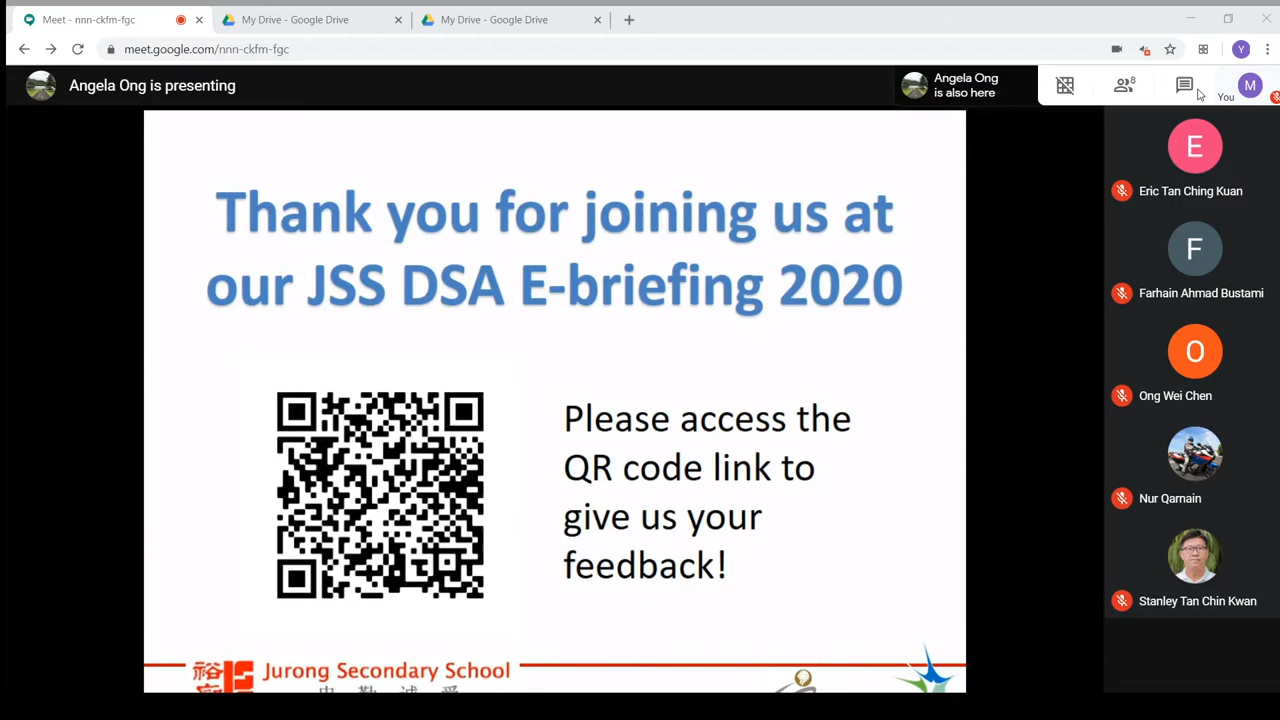 Meet - nnn-ckfm-fgc
My Drive - Google Drive
My Drive - Google Drive
meet.google.com/nnn-ckfm-fgc
Y
Angela Ong is presenting
Angela Ong
is also here
8
You
M
E
Eric Tan Ching Kuan
F
Farhain Ahmad Bustami
O
Ong Wei Chen
Nur Qarnain
Stanley Tan Chin Kwan
Thank you for joining us at
our JSS DSA E-briefing 2020
Please access the
QR code link to
give us your
feedback!
Jurong Secondary School